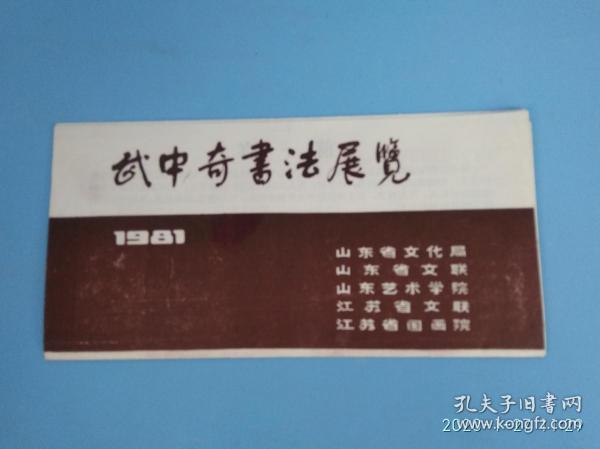 武中奇書法展覽
1981
山东省文化局
山东省文联
山东艺术学院
江苏省文联
江苏省国画院
孔夫子旧书网